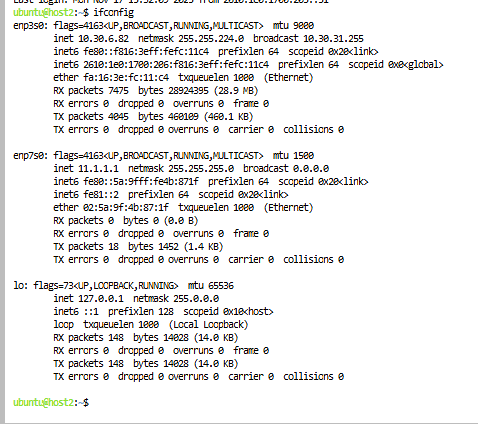 ubuntu@host2:~$ ifconfig
enp3s0: flags=4163<UP,BROADCAST,RUNNING,MULTICAST>  mtu 9000
        inet 10.30.6.82  netmask 255.255.224.0  broadcast 10.30.31.255
        inet6 fe80::f816:3eff:fefc:11c4  prefixlen 64  scopeid 0x20<link>
        inet6 2610:1e0:1700:206:f816:3eff:fefc:11c4  prefixlen 64  scopeid 0x0<global>
        ether fa:16:3e:fc:11:c4  txqueuelen 1000  (Ethernet)
        RX packets 7475  bytes 28924395 (28.9 MB)
        RX errors 0  dropped 0  overruns 0  frame 0
        TX packets 4045  bytes 460109 (460.1 KB)
        TX errors 0  dropped 0 overruns 0  carrier 0  collisions 0

enp7s0: flags=4163<UP,BROADCAST,RUNNING,MULTICAST>  mtu 1500
        inet 11.1.1.1  netmask 255.255.255.0  broadcast 0.0.0.0
        inet6 fe80::5a:9fff:fe4b:871f  prefixlen 64  scopeid 0x20<link>
        inet6 fe81::2  prefixlen 64  scopeid 0x20<link>
        ether 02:5a:9f:4b:87:1f  txqueuelen 1000  (Ethernet)
        RX packets 0  bytes 0 (0.0 B)
        RX errors 0  dropped 0  overruns 0  frame 0
        TX packets 18  bytes 1452 (1.4 KB)
        TX errors 0  dropped 0 overruns 0  carrier 0  collisions 0

lo: flags=73<UP,LOOPBACK,RUNNING>  mtu 65536
        inet 127.0.0.1  netmask 255.0.0.0
        inet6 ::1  prefixlen 128  scopeid 0x10<host>
        loop  txqueuelen 1000  (Local Loopback)
        RX packets 148  bytes 14028 (14.0 KB)
        RX errors 0  dropped 0  overruns 0  frame 0
        TX packets 148  bytes 14028 (14.0 KB)
        TX errors 0  dropped 0 overruns 0  carrier 0  collisions 0

ubuntu@host2:~$